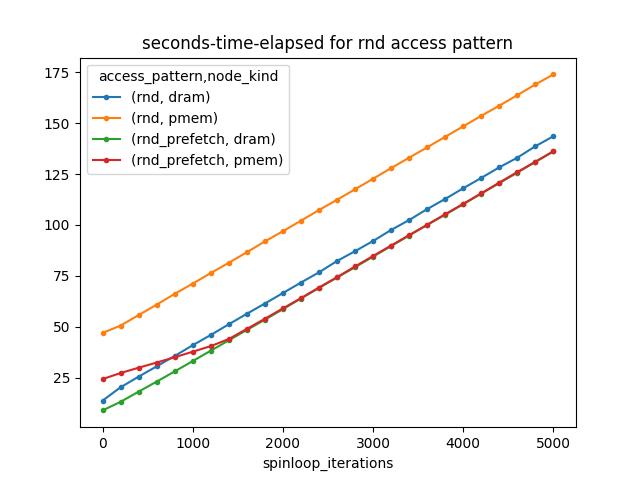 seconds-time-elapsed for rnd access pattern
175
150
125
100
75
50
25
access_pattern,node_kind
(rnd, dram)
(rnd, pmem)
(rnd_prefetch, dram)
(rnd_prefetch, pmem)
0 1000 2000 3000 4000 5000
spinloop_iterations